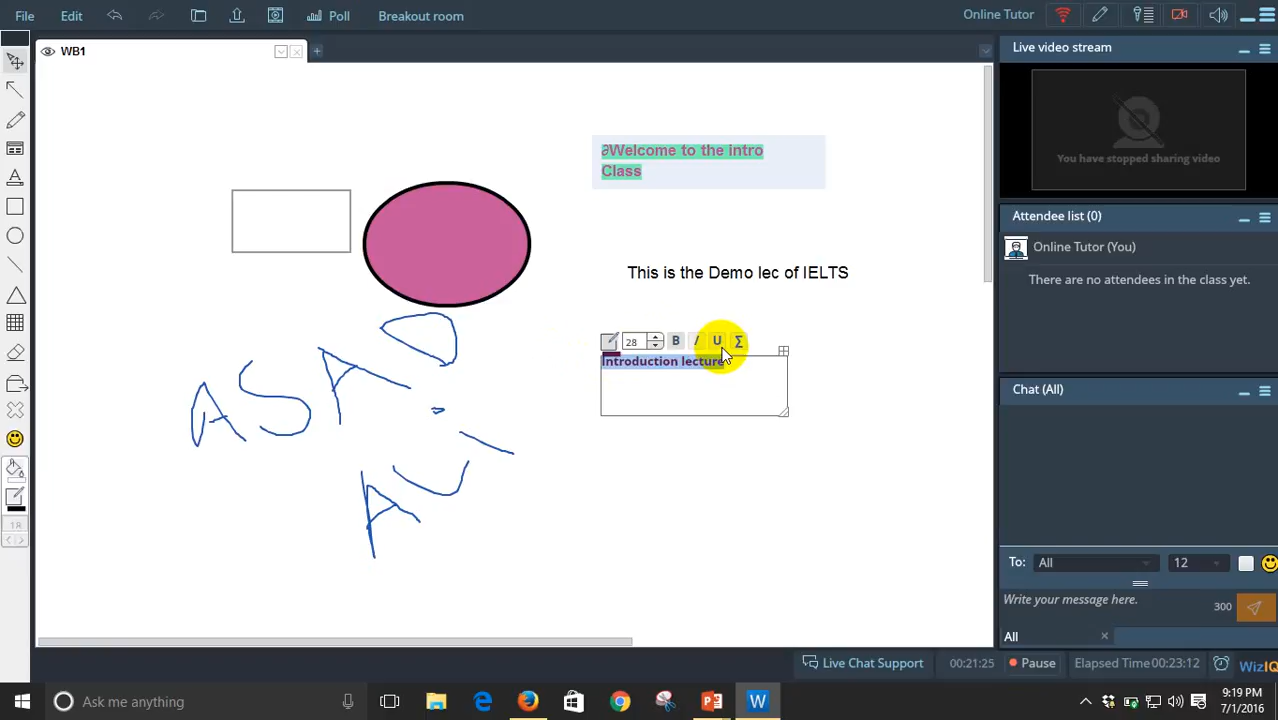 File Edit Poll Breakout room Online Tutor
WB1
Live video stream
You have stopped sharing video
∂Welcome to the intro
Class
Attendee list (0)
Online Tutor (You)
There are no attendees in the class yet.
This is the Demo lec of IELTS
28 B I U Σ
Introduction lecture
Chat (All)
ASA
18
To: All 12
Write your message here. 300
All
Live Chat Support 00:21:25 Pause Elapsed Time 00:23:12 WizIQ
Ask me anything
9:19 PM
7/1/2016